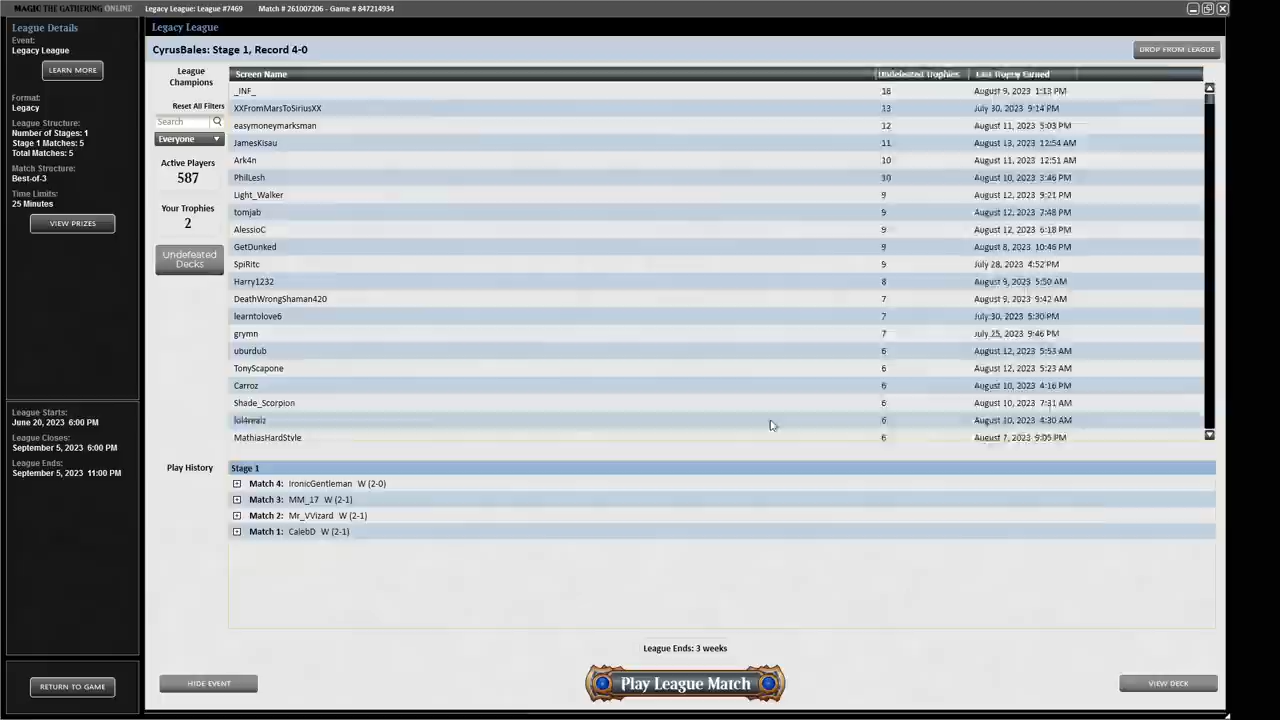 MAGIC THE GATHERING ONLINE
Legacy League: League #7469
Match # 261007206 - Game # 847214934
League Details
Event:
Legacy League
LEARN MORE
Format:
Legacy
League Structure:
Number of Stages: 1
Stage 1 Matches: 5
Total Matches: 5
Match Structure:
Best-of-3
Time Limits:
25 Minutes
VIEW PRIZES
League Starts:
June 20, 2023 6:00 PM
League Closes:
September 5, 2023 6:00 PM
League Ends:
September 5, 2023 11:00 PM
RETURN TO GAME
Legacy League
CyrusBales: Stage 1, Record 4-0
DROP FROM LEAGUE
League
Champions
Reset All Filters
Search
Everyone
Active Players
587
Your Trophies
2
Undefeated
Decks
Screen Name Undefeated Trophies Last Trophy Earned
_INF_ 18 August 9, 2023 1:13 PM
XXFromMarsToSiriusXX 13 July 30, 2023 9:14 PM
easymoneymarksman 12 August 11, 2023 5:03 PM
JamesKisau 11 August 13, 2023 12:54 AM
Ark4n 10 August 11, 2023 12:51 AM
PhilLesh 10 August 10, 2023 3:46 PM
Light_Walker 9 August 12, 2023 9:21 PM
tomjab 9 August 12, 2023 7:48 PM
AlessioC 9 August 12, 2023 6:18 PM
GetDunked 9 August 8, 2023 10:46 PM
SpiRitc 9 July 28, 2023 4:52 PM
Harry1232 8 August 9, 2023 5:50 AM
DeathWrongShaman420 7 August 9, 2023 9:42 AM
learntolove6 7 July 30, 2023 5:30 PM
grymn 7 July 25, 2023 9:46 PM
uburdub 6 August 12, 2023 5:53 AM
TonyScapone 6 August 12, 2023 5:23 AM
Carroz 6 August 10, 2023 4:16 PM
Shade_Scorpion 6 August 10, 2023 7:31 AM
6 August 10, 2023 4:30 AM
MathiasHardStyle 6 August 7, 2023 9:05 PM
Play History
Stage 1
Match 4: IronicGentleman W (2-0)
Match 3: MM_17 W (2-1)
Match 2: Mr_VVizard W (2-1)
Match 1: CalebD W (2-1)
League Ends: 3 weeks
HIDE EVENT
Play League Match
VIEW DECK